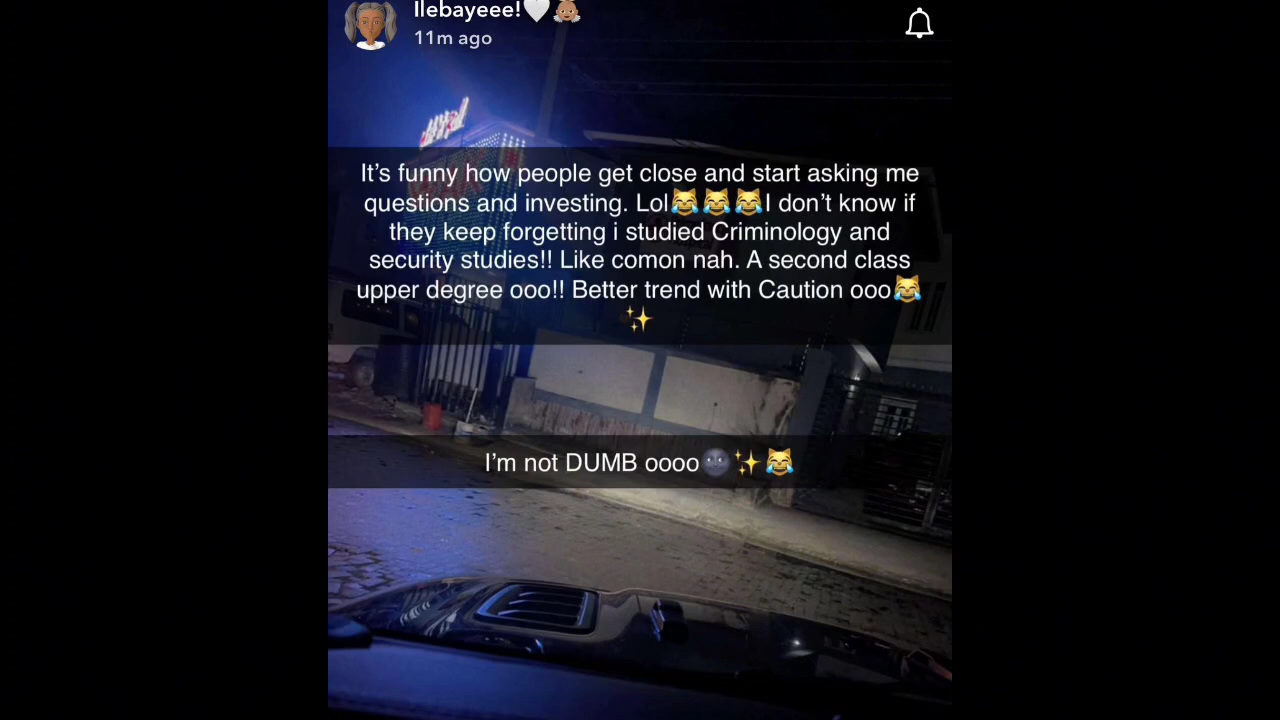 Ilebayeee!🤍👼🏽
11m ago
It's funny how people get close and start asking me
questions and investing. Lol😹😹😹I don't know if
they keep forgetting i studied Criminology and
security studies!! Like comon nah. A second class
upper degree ooo!! Better trend with Caution ooo😹
✨
I'm not DUMB oooo🌚✨😹